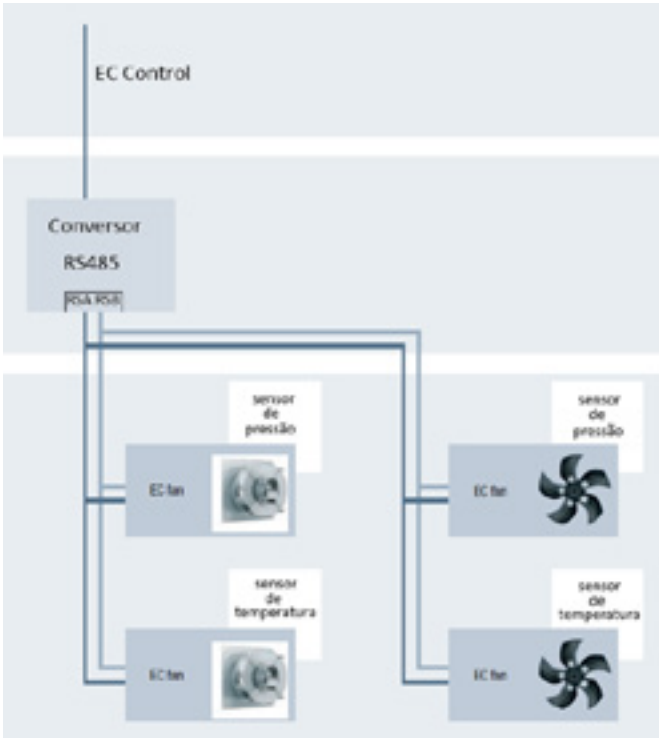 EC Control
Conversor
RS485
RSA RSB
sensor
de
pressão
EC fan
sensor
de
pressão
EC fan
sensor
de
temperatura
EC fan
sensor
de
temperatura
EC fan